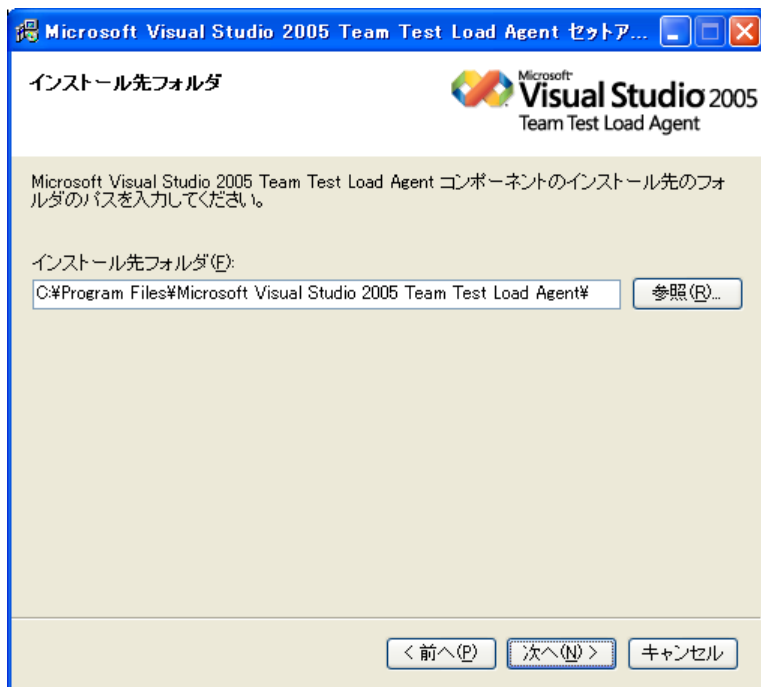 Microsoft Visual Studio 2005 Team Test Load Agent セットア...
インストール先フォルダ
Microsoft
Visual Studio 2005
Team Test Load Agent
Microsoft Visual Studio 2005 Team Test Load Agent コンポーネントのインストール先のフォ
ルダのパスを入力してください。
インストール先フォルダ(F):
C:¥Program Files¥Microsoft Visual Studio 2005 Team Test Load Agent¥
参照(R)...
< 前へ(P)
次へ(N) >
キャンセル